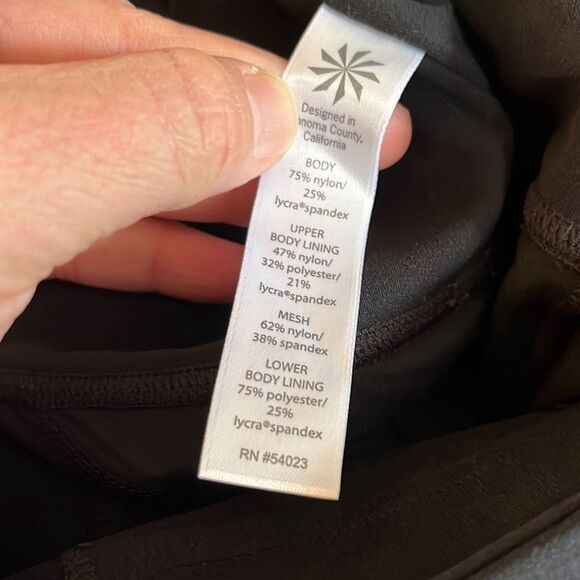 Designed in
noma County,
California
BODY
75% nylon/
25%
lycra®spandex
UPPER
BODY LINING
47% nylon/
32% polyester/
21%
lycra®spandex
MESH
62% nylon/
38% spandex
LOWER
BODY LINING
75% polyester/
25%
lycra®spandex
RN #54023